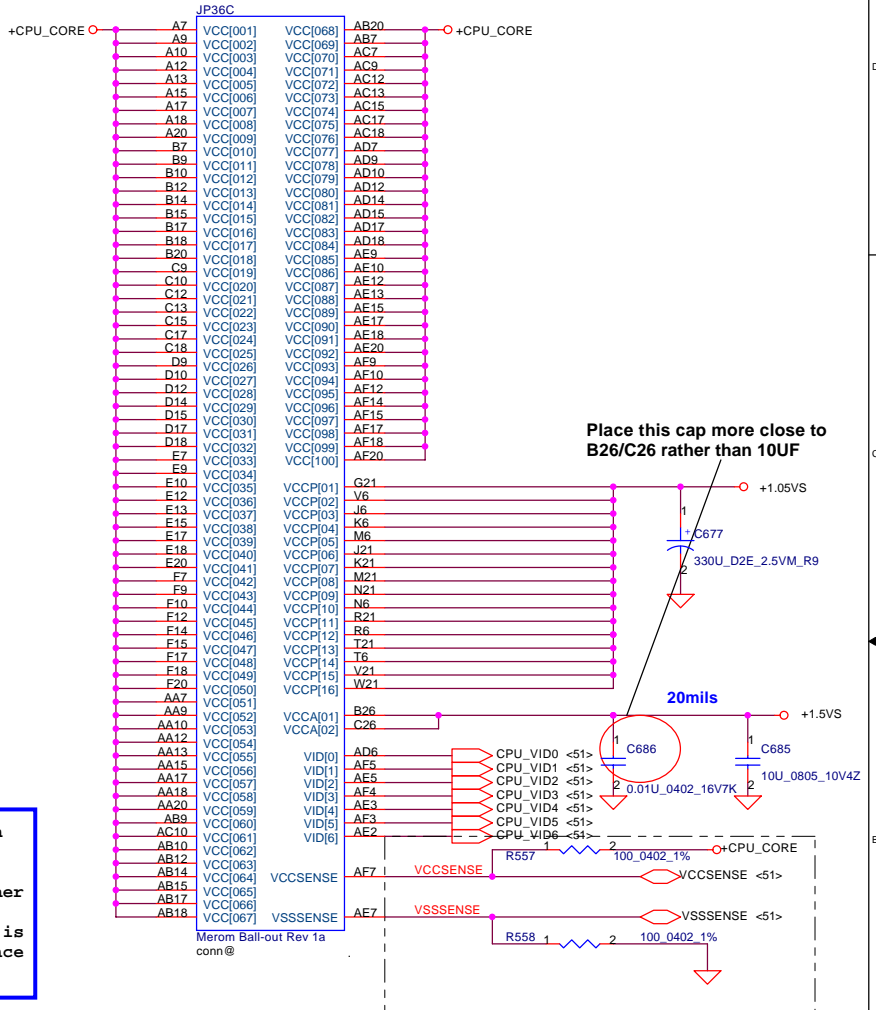 JP36C
+CPU_CORE A7 VCC[001] VCC[068] AB20 +CPU_CORE
A9 VCC[002] VCC[069] AB7
A10 VCC[003] VCC[070] AC7
A12 VCC[004] VCC[071] AC9
A13 VCC[005] VCC[072] AC12
A15 VCC[006] VCC[073] AC13
A17 VCC[007] VCC[074] AC15
A18 VCC[008] VCC[075] AC17
A20 VCC[009] VCC[076] AC18
B7 VCC[010] VCC[077] AD7
B9 VCC[011] VCC[078] AD9
B10 VCC[012] VCC[079] AD10
B12 VCC[013] VCC[080] AD12
B14 VCC[014] VCC[081] AD14
B15 VCC[015] VCC[082] AD15
B17 VCC[016] VCC[083] AD17
B18 VCC[017] VCC[084] AD18
B20 VCC[018] VCC[085] AE9
C9 VCC[019] VCC[086] AE10
C10 VCC[020] VCC[087] AE12
C12 VCC[021] VCC[088] AE13
C13 VCC[022] VCC[089] AE15
C15 VCC[023] VCC[090] AE17
C17 VCC[024] VCC[091] AE18
C18 VCC[025] VCC[092] AE20
D9 VCC[026] VCC[093] AF9
D10 VCC[027] VCC[094] AF10
D12 VCC[028] VCC[095] AF12
D14 VCC[029] VCC[096] AF14
D15 VCC[030] VCC[097] AF15
D17 VCC[031] VCC[098] AF17
D18 VCC[032] VCC[099] AF18
E7 VCC[033] VCC[100] AF20
E9 VCC[034]
Place this cap more close to
B26/C26 rather than 10UF
E10 VCC[035] VCCP[01] G21 +1.05VS
E12 VCC[036] VCCP[02] V6
E13 VCC[037] VCCP[03] J6
E15 VCC[038] VCCP[04] K6
E17 VCC[039] VCCP[05] M6
E18 VCC[040] VCCP[06] J21
E20 VCC[041] VCCP[07] K21
F7 VCC[042] VCCP[08] M21
F9 VCC[043] VCCP[09] N21
F10 VCC[044] VCCP[10] N6
F12 VCC[045] VCCP[11] R21
F14 VCC[046] VCCP[12] R6
F15 VCC[047] VCCP[13] T21
F17 VCC[048] VCCP[14] T6
F18 VCC[049] VCCP[15] V21
F20 VCC[050] VCCP[16] W21
1
+ C677
330U_D2E_2.5VM_R9
2
AA7 VCC[051]
20mils
AA9 VCC[052] VCCA[01] B26 +1.5VS
AA10 VCC[053] VCCA[02] C26
AA12 VCC[054]
AA13 VCC[055] VID[0] AD6 CPU_VID0 <51>
AA15 VCC[056] VID[1] AF5 CPU_VID1 <51>
AA17 VCC[057] VID[2] AE5 CPU_VID2 <51>
AA18 VCC[058] VID[3] AF4 CPU_VID3 <51>
AA20 VCC[059] VID[4] AE3 CPU_VID4 <51>
AB9 VCC[060] VID[5] AF3 CPU_VID5 <51>
AC10 VCC[061] VID[6] AE2 CPU_VID6 <51>
1 C686 1 C685
2 0.01U_0402_16V7K 2 10U_0805_10V4Z
AB10 VCC[062]
R557 1 2 100_0402_1% +CPU_CORE
AB12 VCC[063]
AB14 VCC[064] VCCSENSE AF7 VCCSENSE VCCSENSE <51>
AB15 VCC[065]
AB17 VCC[066]
AB18 VCC[067] VSSSENSE AE7 VSSSENSE VSSSENSE <51>
R558 1 2 100_0402_1%
Merom Ball-out Rev 1a
conn@
.
D
C
B
is